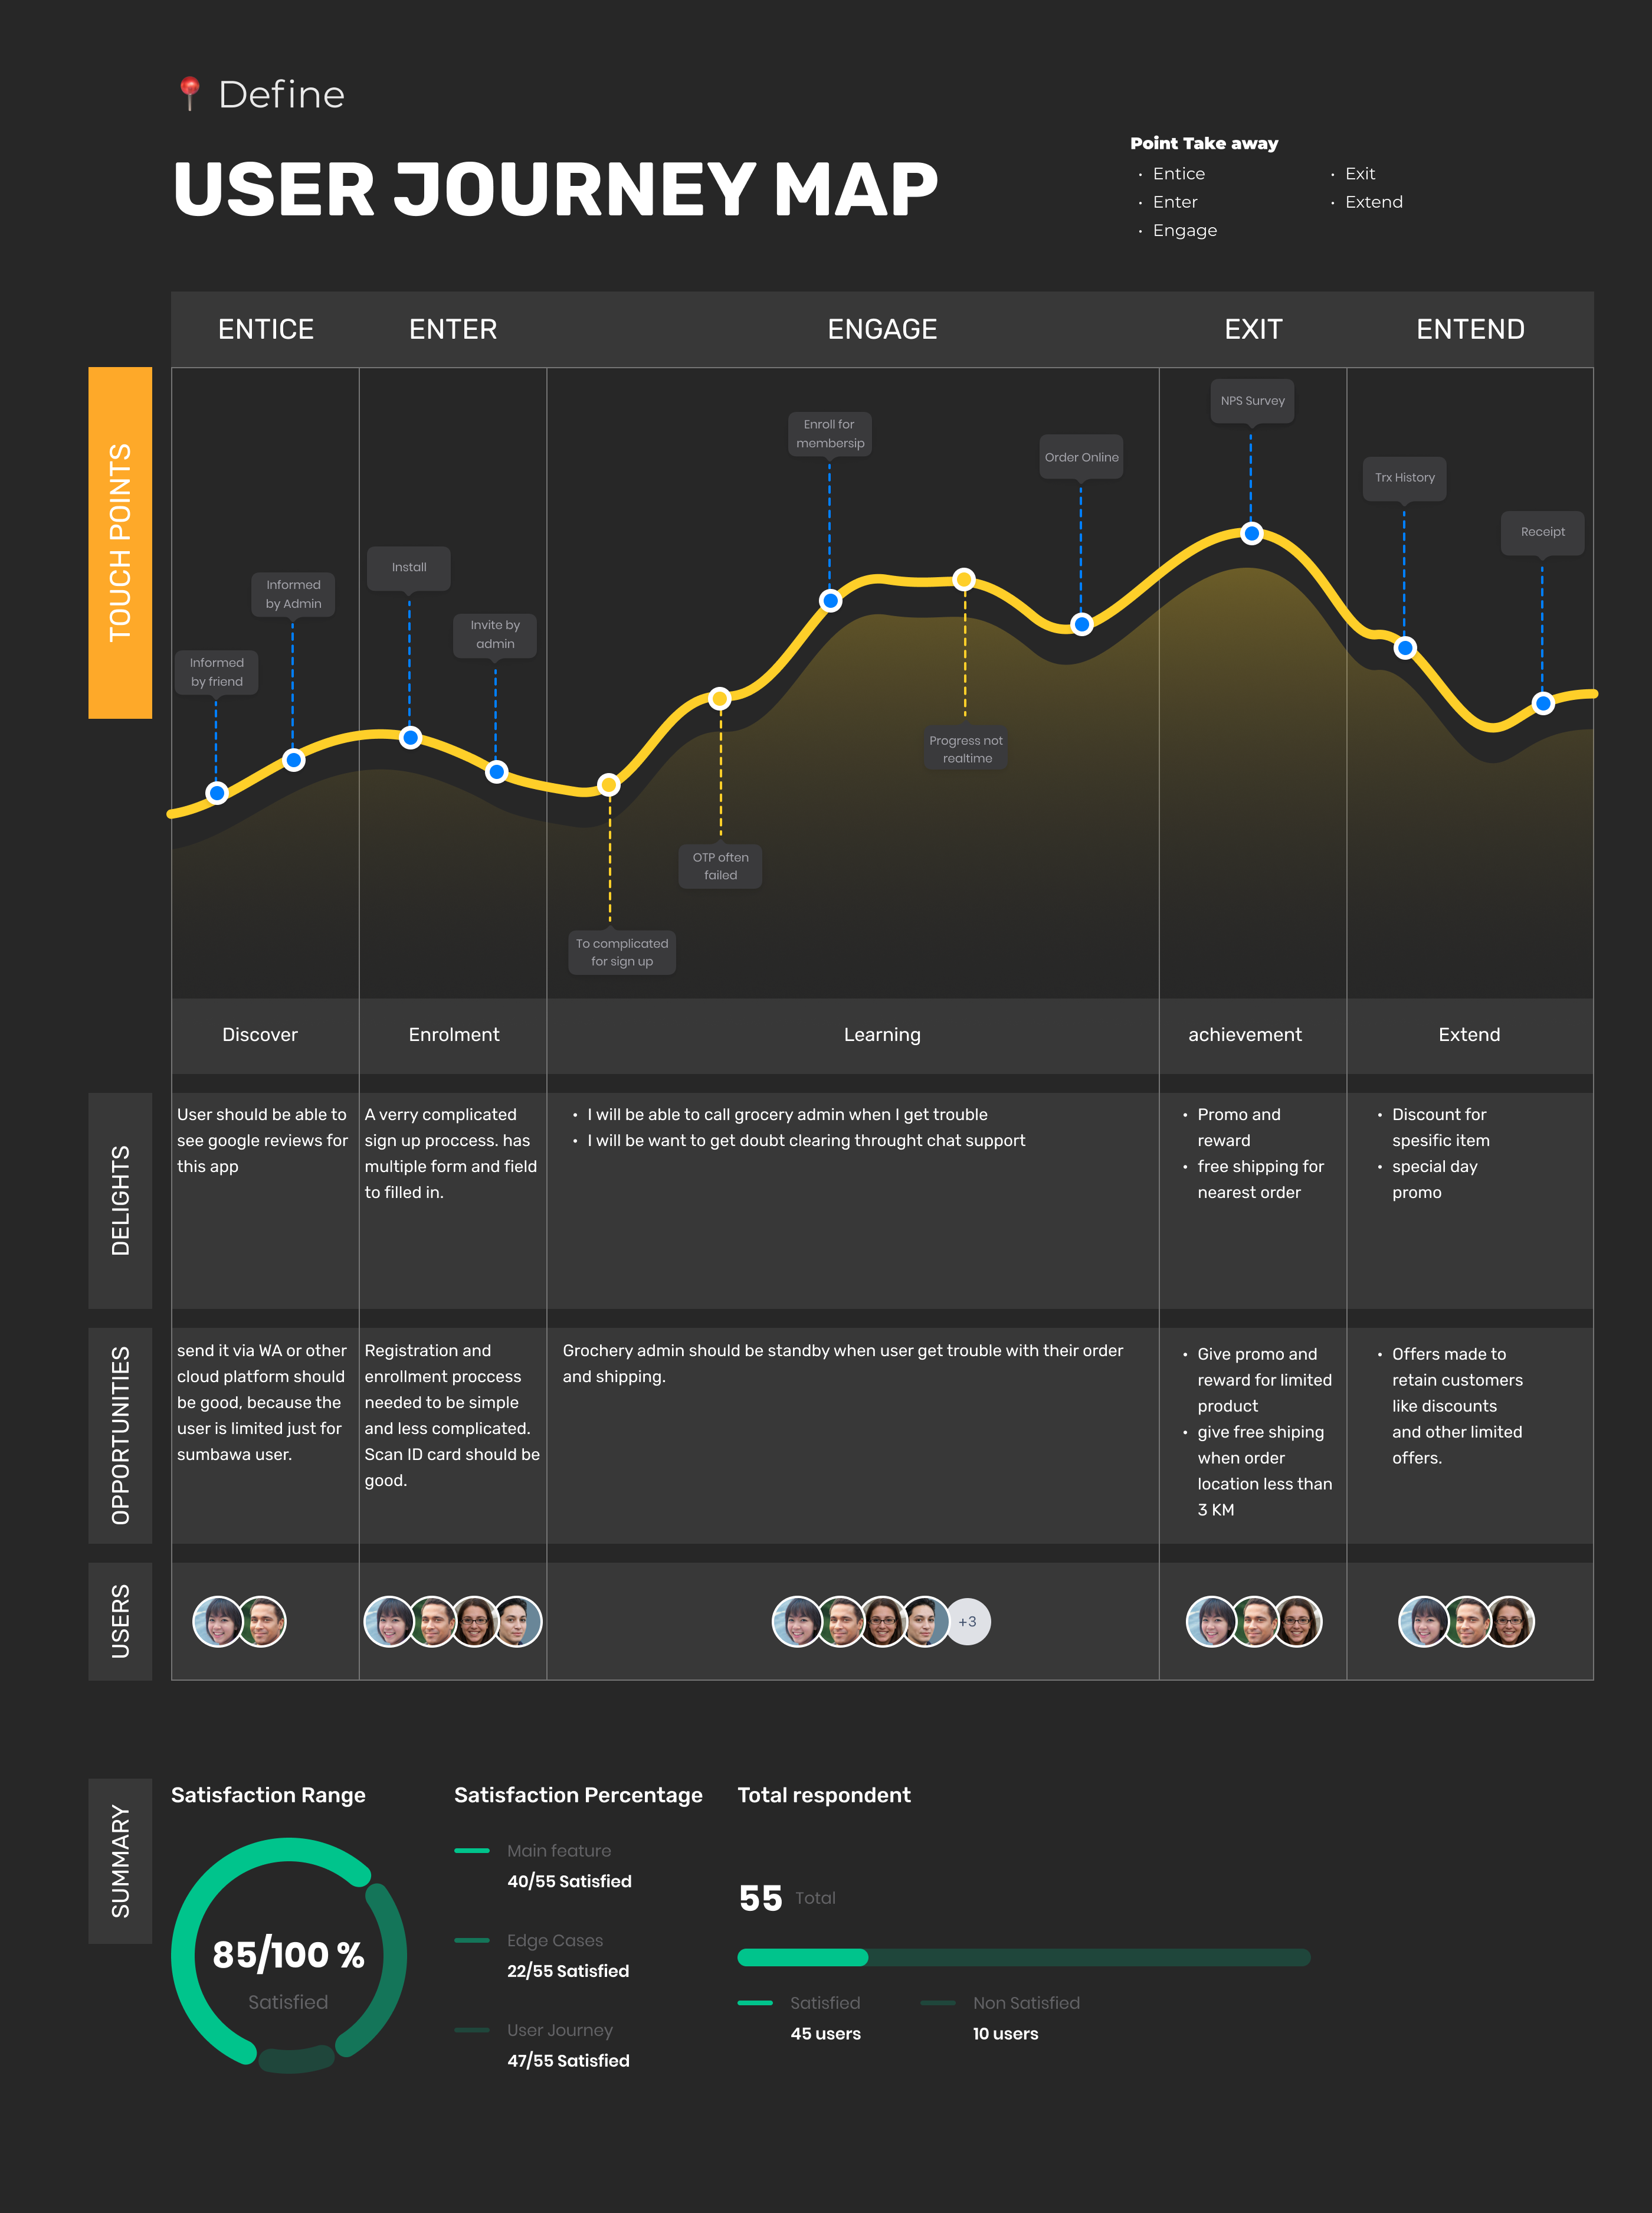 Define
USER JOURNEY MAP
Point Take away
Entice
Enter
Engage
Exit
Extend
ENTICE
ENTER
ENGAGE
EXIT
ENTEND
TOUCH POINTS
Informed
by friend
Informed
by Admin
Install
Invite by
admin
To complicated
for sign up
OTP often
failed
Enroll for
membersip
Progress not
realtime
Order Online
NPS Survey
Trx History
Receipt
Discover
Enrolment
Learning
achievement
Extend
DELIGHTS
User should be able to
see google reviews for
this app
A verry complicated
sign up proccess. has
multiple form and field
to filled in.
I will be able to call grocery admin when I get trouble
I will be want to get doubt clearing throught chat support
Promo and
reward
free shipping for
nearest order
Discount for
spesific item
special day
promo
OPPORTUNITIES
send it via WA or other
cloud platform should
be good, because the
user is limited just for
sumbawa user.
Registration and
enrollment proccess
needed to be simple
and less complicated.
Scan ID card should be
good.
Grochery admin should be standby when user get trouble with their order
and shipping.
Give promo and
reward for limited
product
give free shiping
when order
location less than
3 KM
Offers made to
retain customers
like discounts
and other limited
offers.
USERS
+3
SUMMARY
Satisfaction Range
85/100 %
Satisfied
Satisfaction Percentage
Main feature
40/55 Satisfied
Edge Cases
22/55 Satisfied
User Journey
47/55 Satisfied
Total respondent
55 Total
Satisfied
45 users
Non Satisfied
10 users